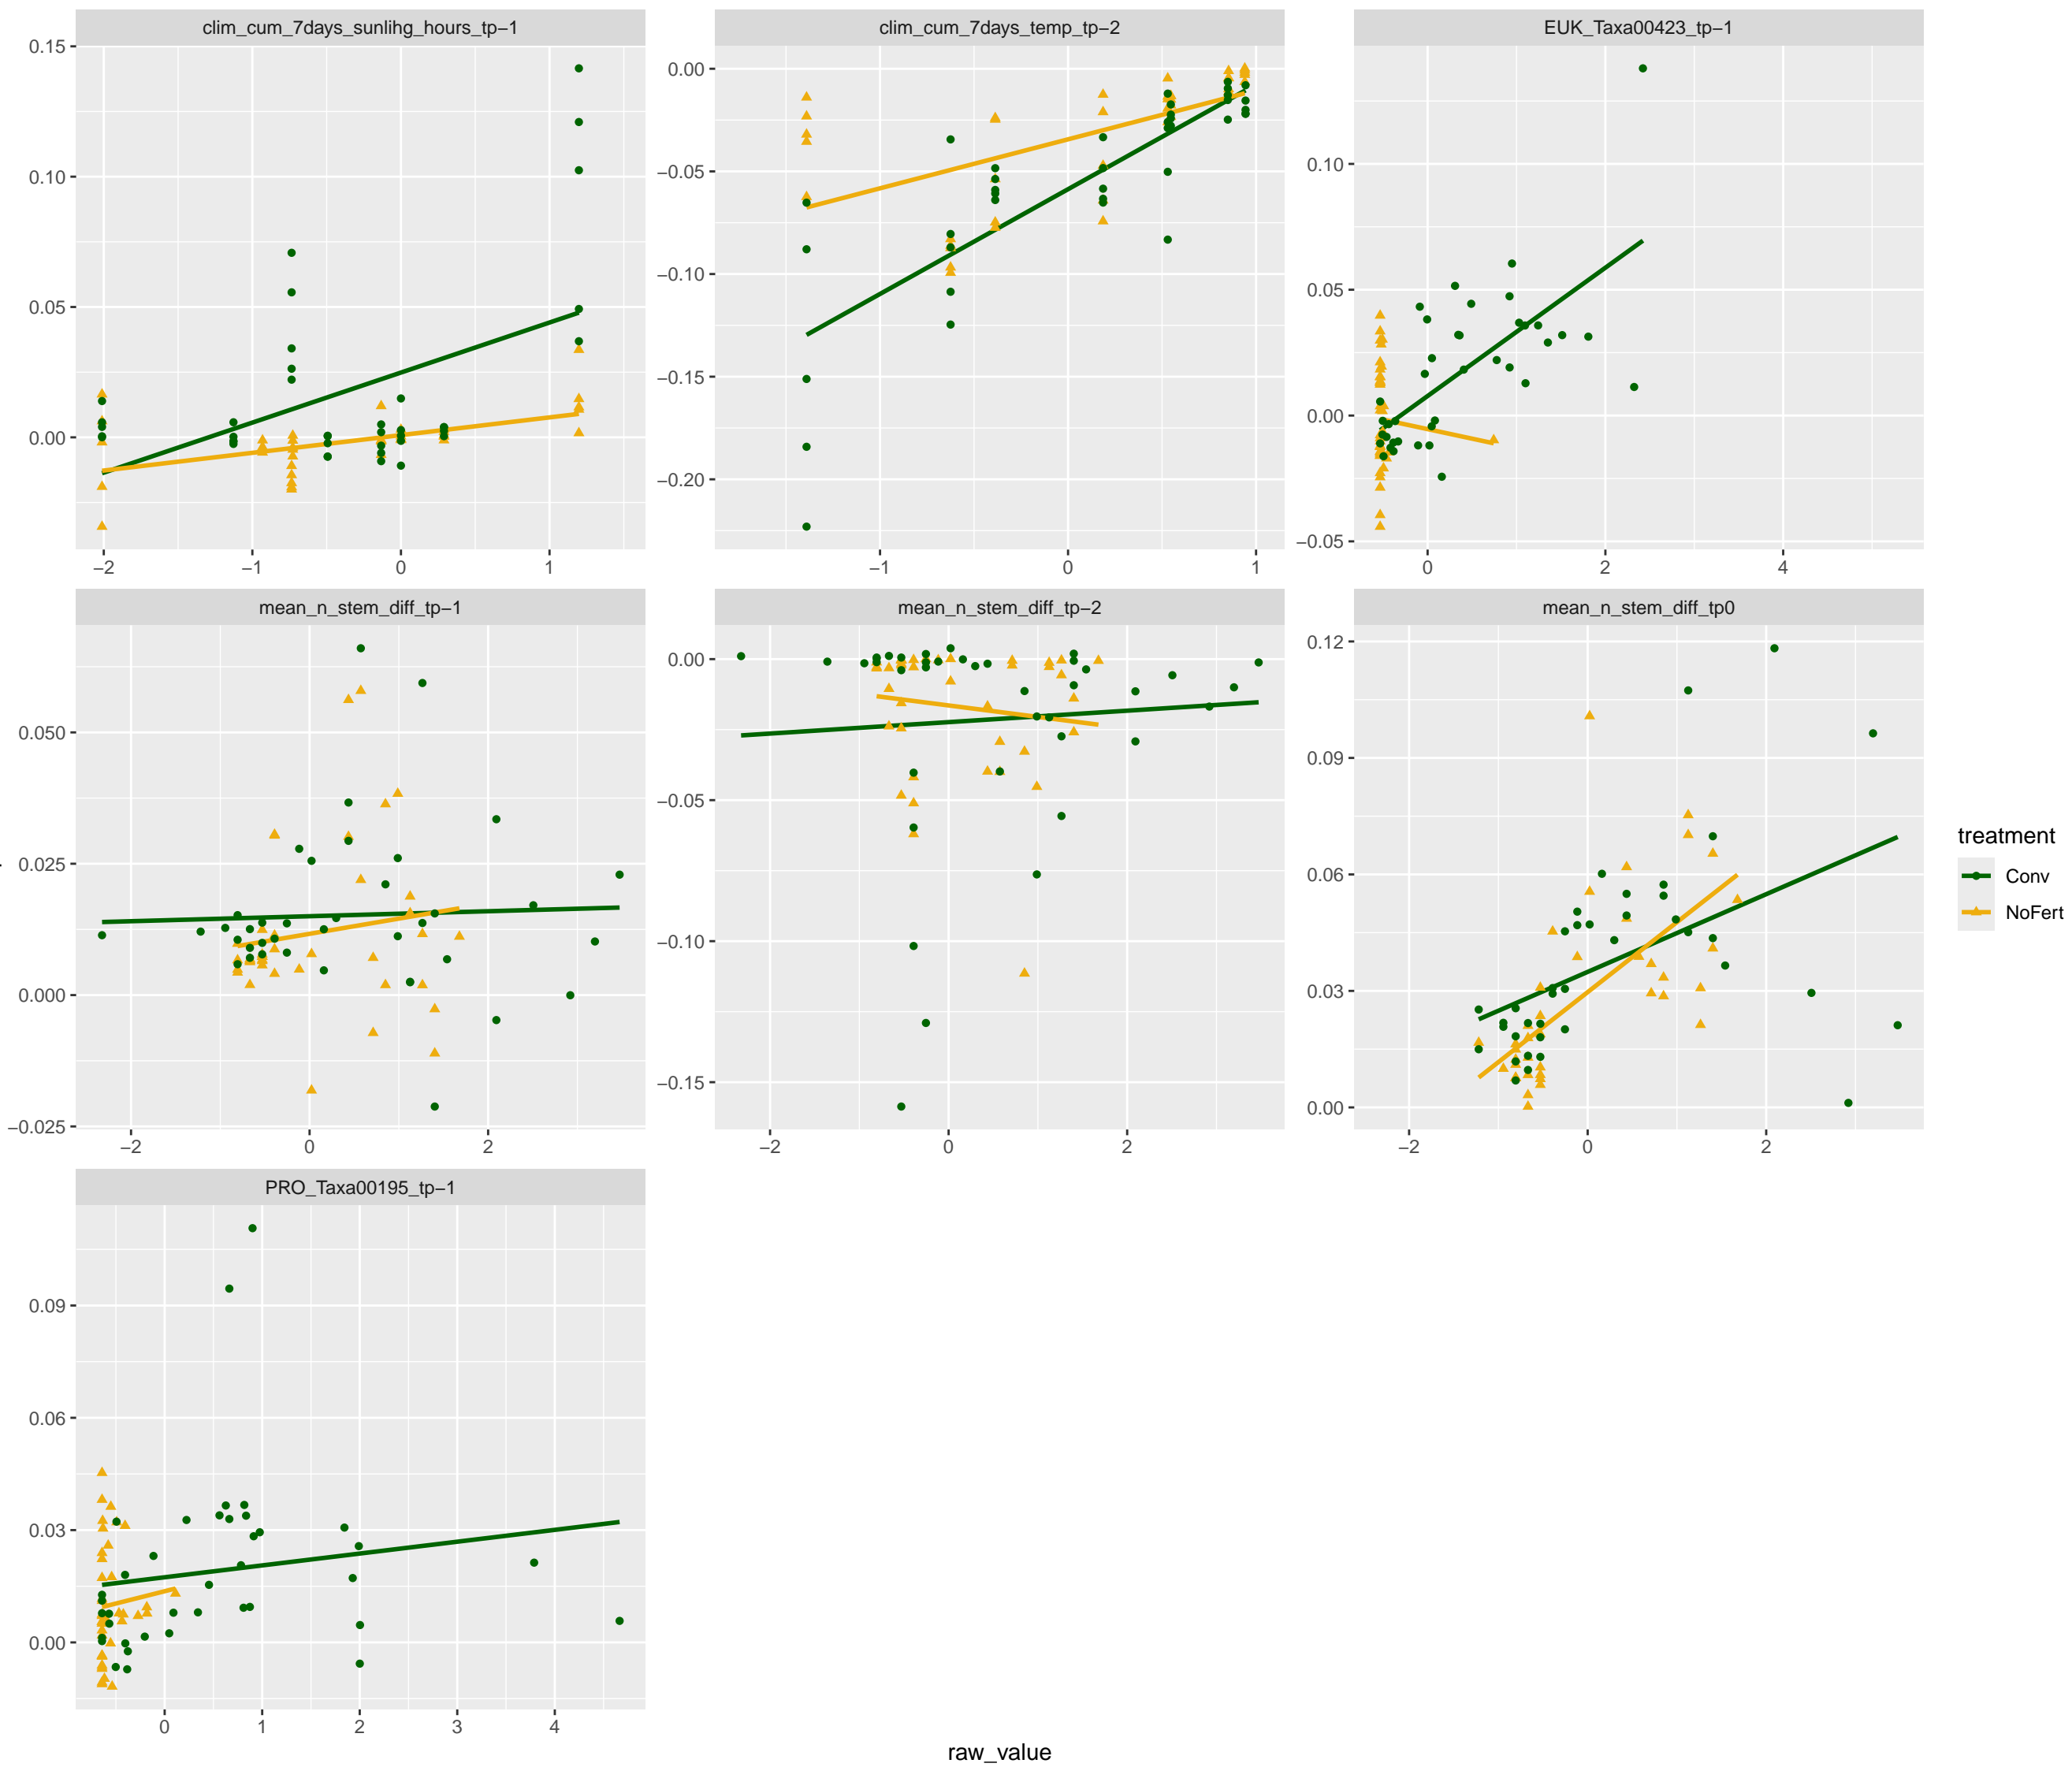 clim_cum_7days_sunlihg_hours_tp−1
clim_cum_7days_temp_tp−2
EUK_Taxa00423_tp−1
0.15
0.10
0.05
0.00
−2 −1 0 1
0.00
−0.05
−0.10
−0.15
−0.20
−1 0 1
0.10
0.05
0.00
−0.05
0 2 4
mean_n_stem_diff_tp−1
mean_n_stem_diff_tp−2
mean_n_stem_diff_tp0
0.050
0.025
0.000
−0.025
−2 0 2
0.00
−0.05
−0.10
−0.15
−2 0 2
0.12
0.09
0.06
0.03
0.00
−2 0 2
treatment
Conv
NoFert
PRO_Taxa00195_tp−1
0.09
0.06
0.03
0.00
0 1 2 3 4
raw_value